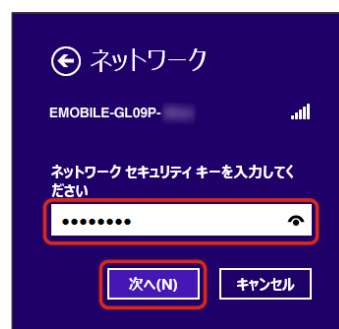 ネットワーク
EMOBILE-GL09P-
ネットワーク セキュリティ キーを入力してく
ださい
••••••••
次へ(N)
キャンセル